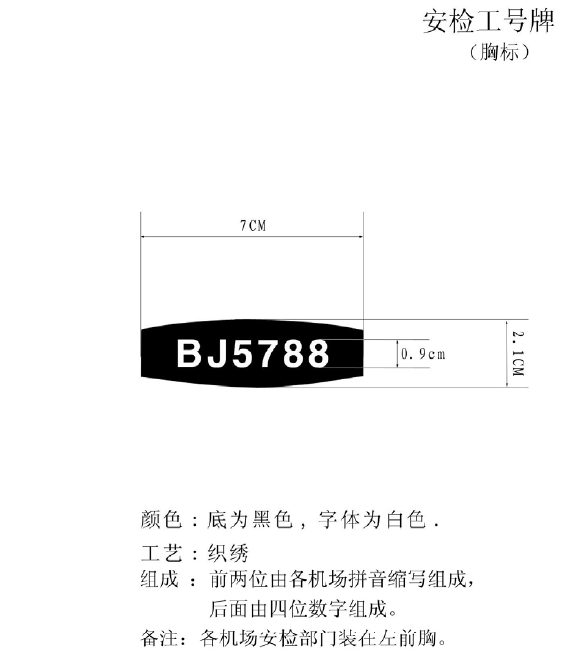 安检工号牌
（胸标）
7CM
BJ5788
0.9cm
2.1CM
颜色：底为黑色，字体为白色.
工艺：织绣
组成：前两位由各机场拼音缩写组成，
后面由四位数字组成。
备注：各机场安检部门装在左前胸。